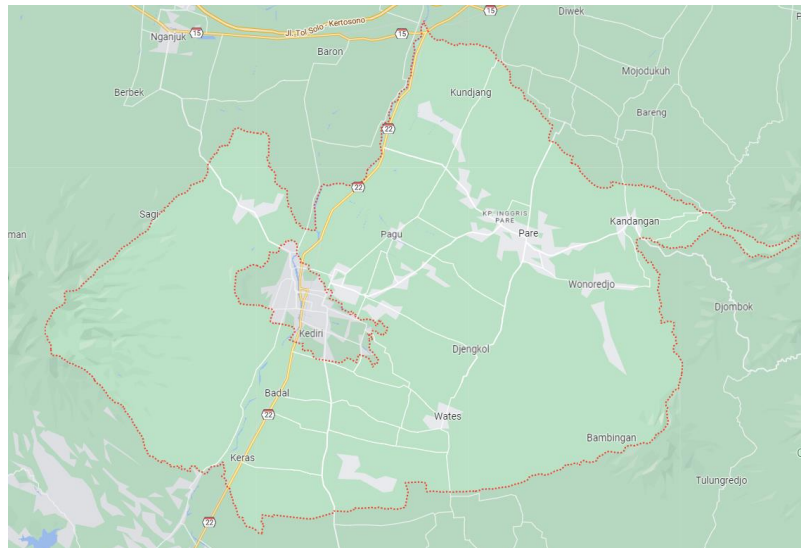 Diwek
15
Jl. Tol Solo - Kertosono
15
Nganjuk
15
Baron
Mojodukuh
Berbek
Kundjang
Bareng
22
22
Sagi
KP. INGGRIS
PARE
Kandangan
man
Pagu
Pare
Wonoredjo
Djombok
Kediri
Djengkol
Badal
22
Wates
Bambingan
Keras
Tulungredjo
22